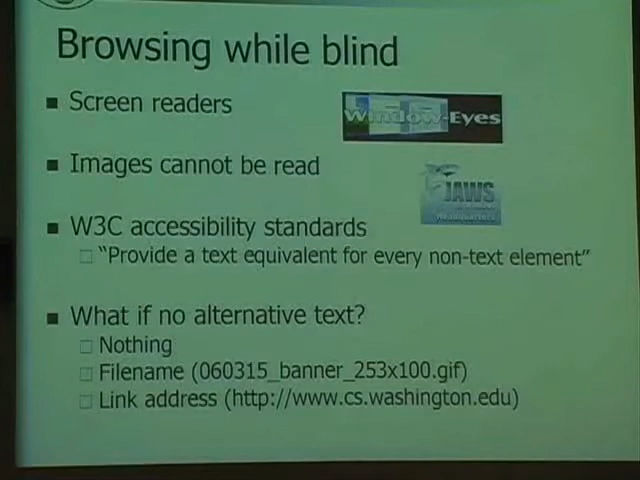 Browsing while blind
Screen readers
Window-Eyes
Images cannot be read
JAWS
Headquarters
W3C accessibility standards
"Provide a text equivalent for every non-text element"
What if no alternative text?
Nothing
Filename (060315_banner_253x100.gif)
Link address (http://www.cs.washington.edu)